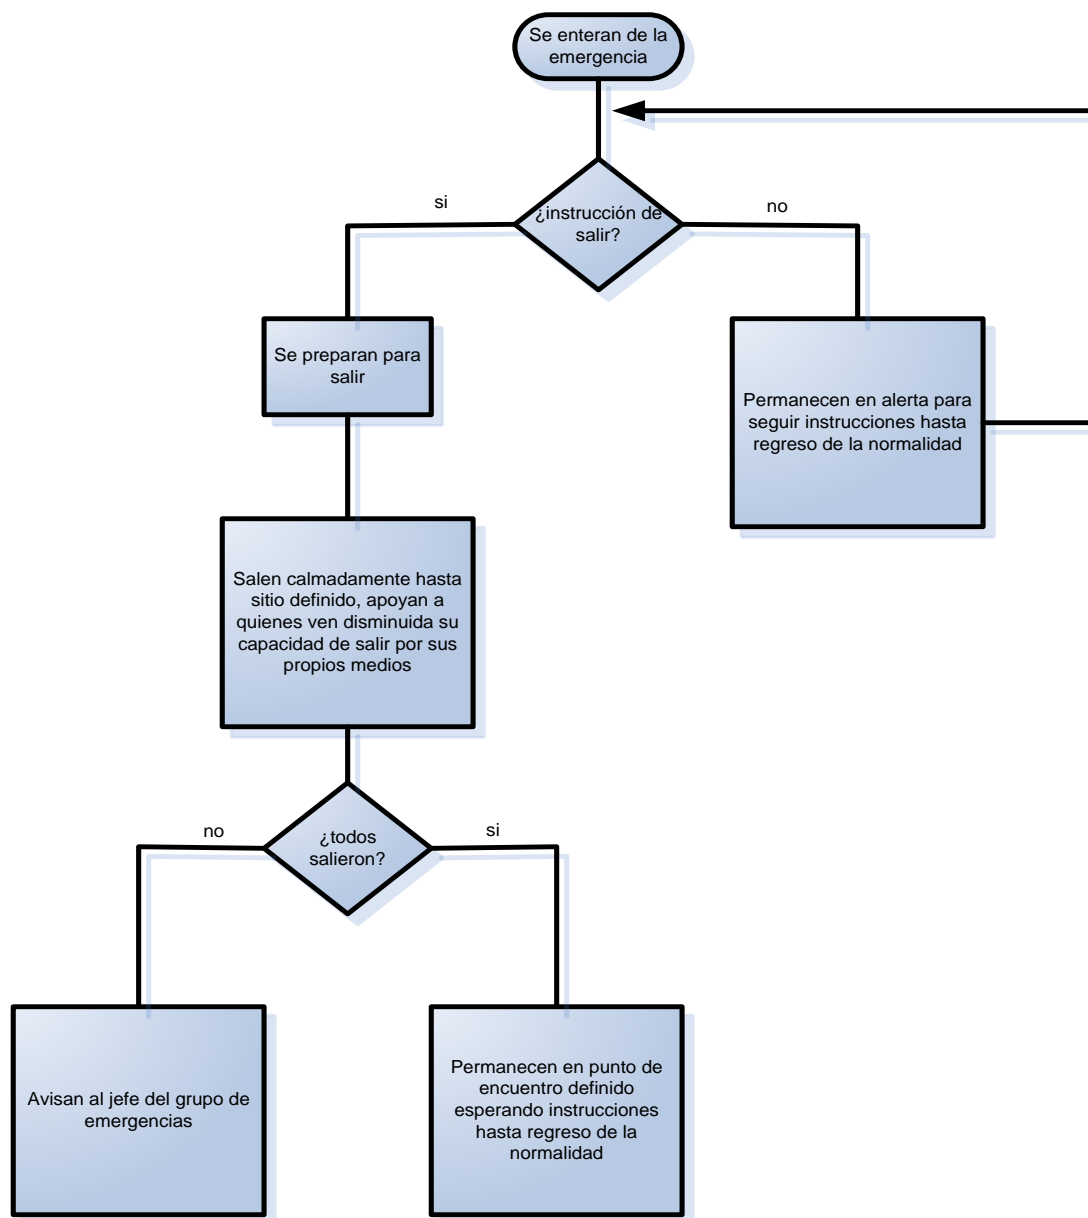 Se enteran de la
emergencia
si
¿instrucción de
salir?
no
Se preparan para
salir
Permanecen en alerta para
seguir instrucciones hasta
regreso de la normalidad
Salen calmadamente hasta
sitio definido, apoyan a
quienes ven disminuida su
capacidad de salir por sus
propios medios
no
¿todos
salieron?
si
Avisan al jefe del grupo de
emergencias
Permanecen en punto de
encuentro definido
esperando instrucciones
hasta regreso de la
normalidad